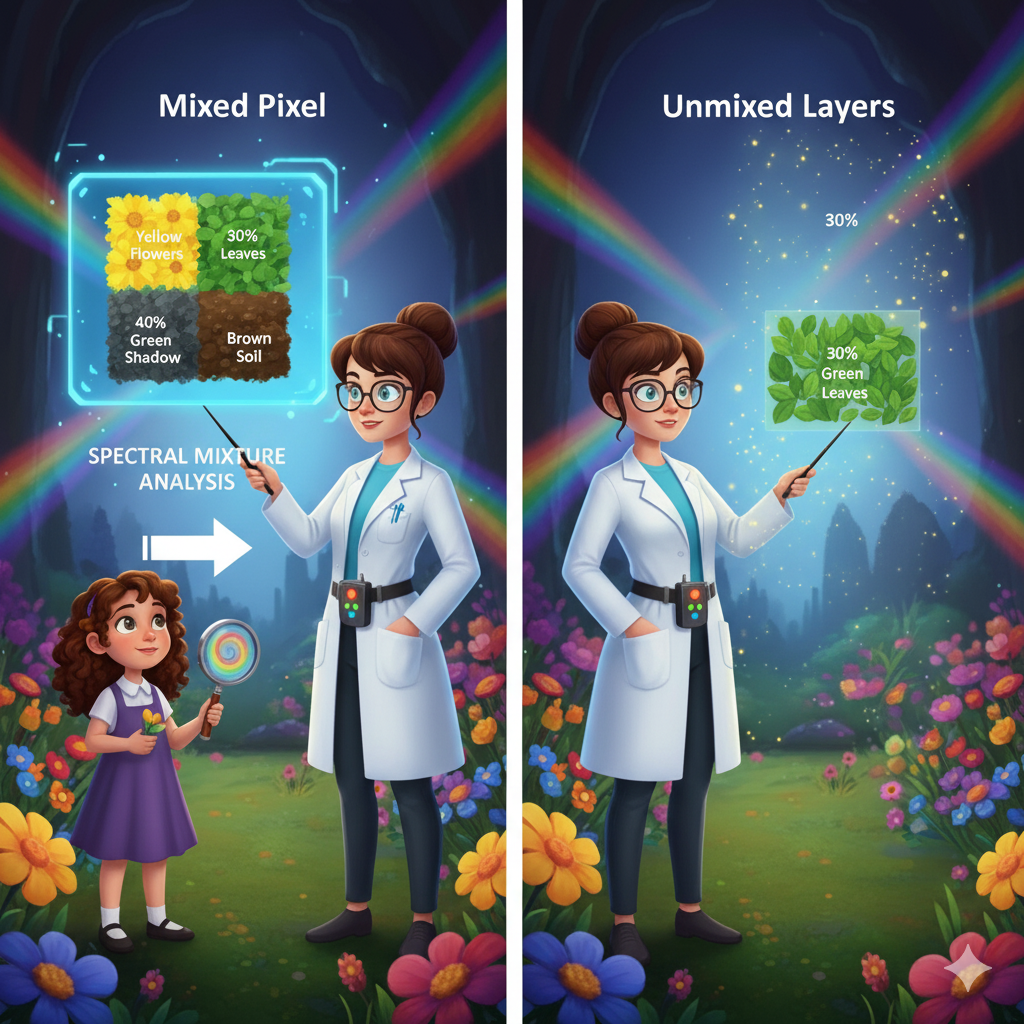 Mixed Pixel
Yellow
Flowers
30%
Leaves
40%
Green
Shadow
Brown
Soil
SPECTRAL MIXTURE
ANALYSIS
Unmixed Layers
30%
30%
Green
Leaves